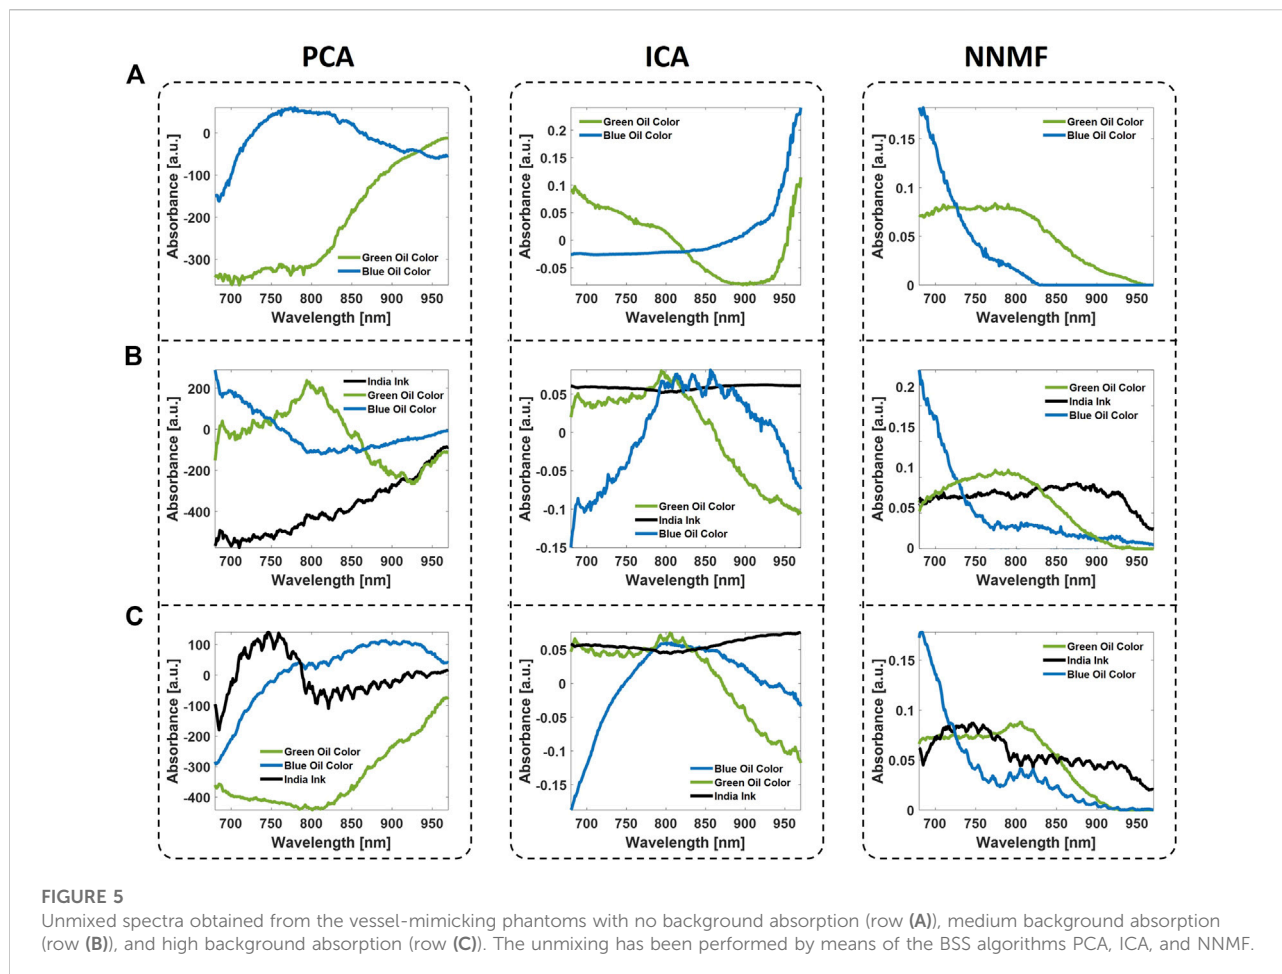 PCA
ICA
NNMF
A
0
-100
-200
-300
Absorbance [a.u.]
Green Oil Color
Blue Oil Color
700 750 800 850 900 950
Wavelength [nm]
0.2
0.15
0.1
0.05
0
-0.05
Absorbance [a.u.]
Green Oil Color
Blue Oil Color
700 750 800 850 900 950
Wavelength [nm]
0.15
0.1
0.05
0
Absorbance [a.u.]
Green Oil Color
Blue Oil Color
700 750 800 850 900 950
Wavelength [nm]
B
200
0
-200
-400
Absorbance [a.u.]
India Ink
Green Oil Color
Blue Oil Color
700 750 800 850 900 950
Wavelength [nm]
0.05
0
-0.05
-0.1
-0.15
Absorbance [a.u.]
Green Oil Color
India Ink
Blue Oil Color
700 750 800 850 900 950
Wavelength [nm]
0.2
0.1
0.05
0
Absorbance [a.u.]
Green Oil Color
India Ink
Blue Oil Color
700 750 800 850 900 950
Wavelength [nm]
C
100
0
-100
-200
-300
-400
Absorbance [a.u.]
Green Oil Color
Blue Oil Color
India Ink
700 750 800 850 900 950
Wavelength [nm]
0.05
0
-0.05
-0.1
-0.15
Absorbance [a.u.]
Blue Oil Color
Green Oil Color
India Ink
700 750 800 850 900 950
Wavelength [nm]
0.15
0.1
0.05
0
Absorbance [a.u.]
Green Oil Color
India Ink
Blue Oil Color
700 750 800 850 900 950
Wavelength [nm]
FIGURE 5
Unmixed spectra obtained from the vessel-mimicking phantoms with no background absorption (row (A)), medium background absorption
(row (B)), and high background absorption (row (C)). The unmixing has been performed by means of the BSS algorithms PCA, ICA, and NNMF.